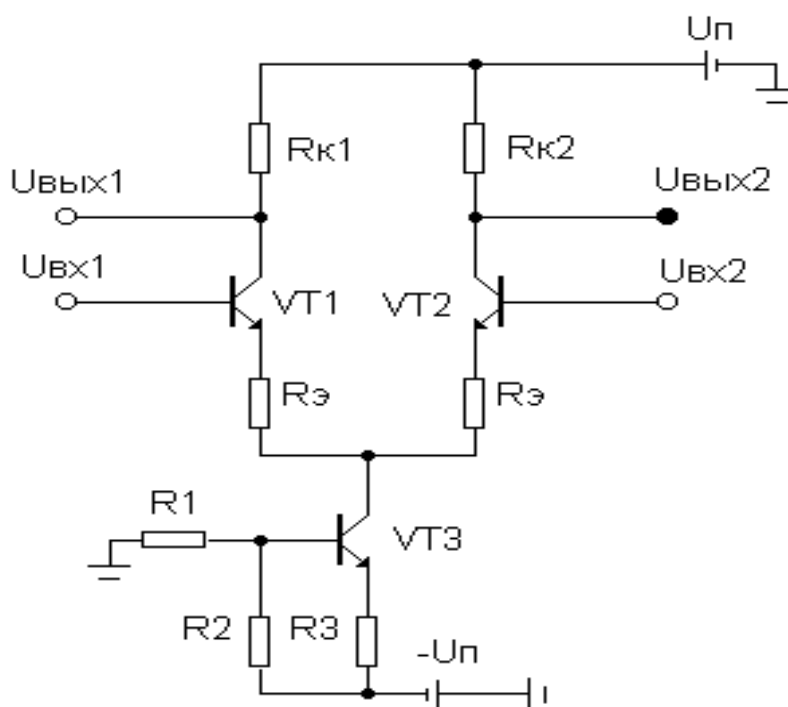 Uп
Rк1
Rк2
Uвых1
Uвых2
Uвх1
VT1
VT2
Uвх2
Rэ
Rэ
R1
VT3
R2
R3
-Uп